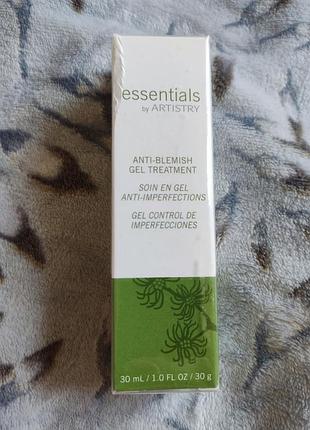 essentials
by ARTISTRY
ANTI-BLEMISH
GEL TREATMENT
SOIN EN GEL
ANTI-IMPERFECTIONS
GEL CONTROL DE
IMPERFECCIONES
30 mL / 1.0 FL OZ / 30 g